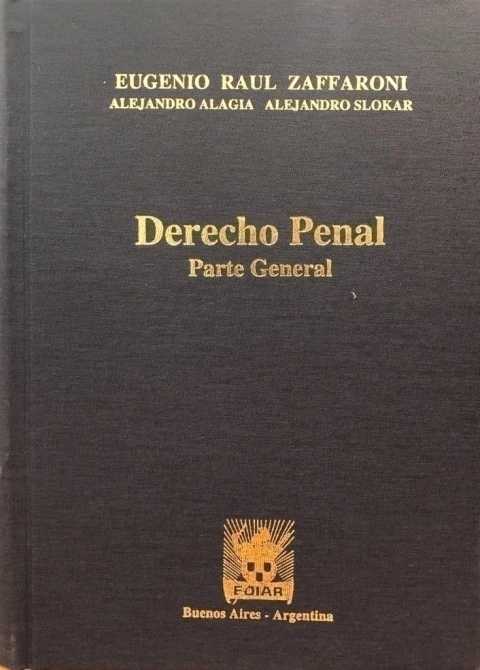 EUGENIO RAUL ZAFFARONI
ALEJANDRO ALAGIA ALEJANDRO SLOKAR
Derecho Penal
Parte General
EDIAR
Buenos Aires - Argentina